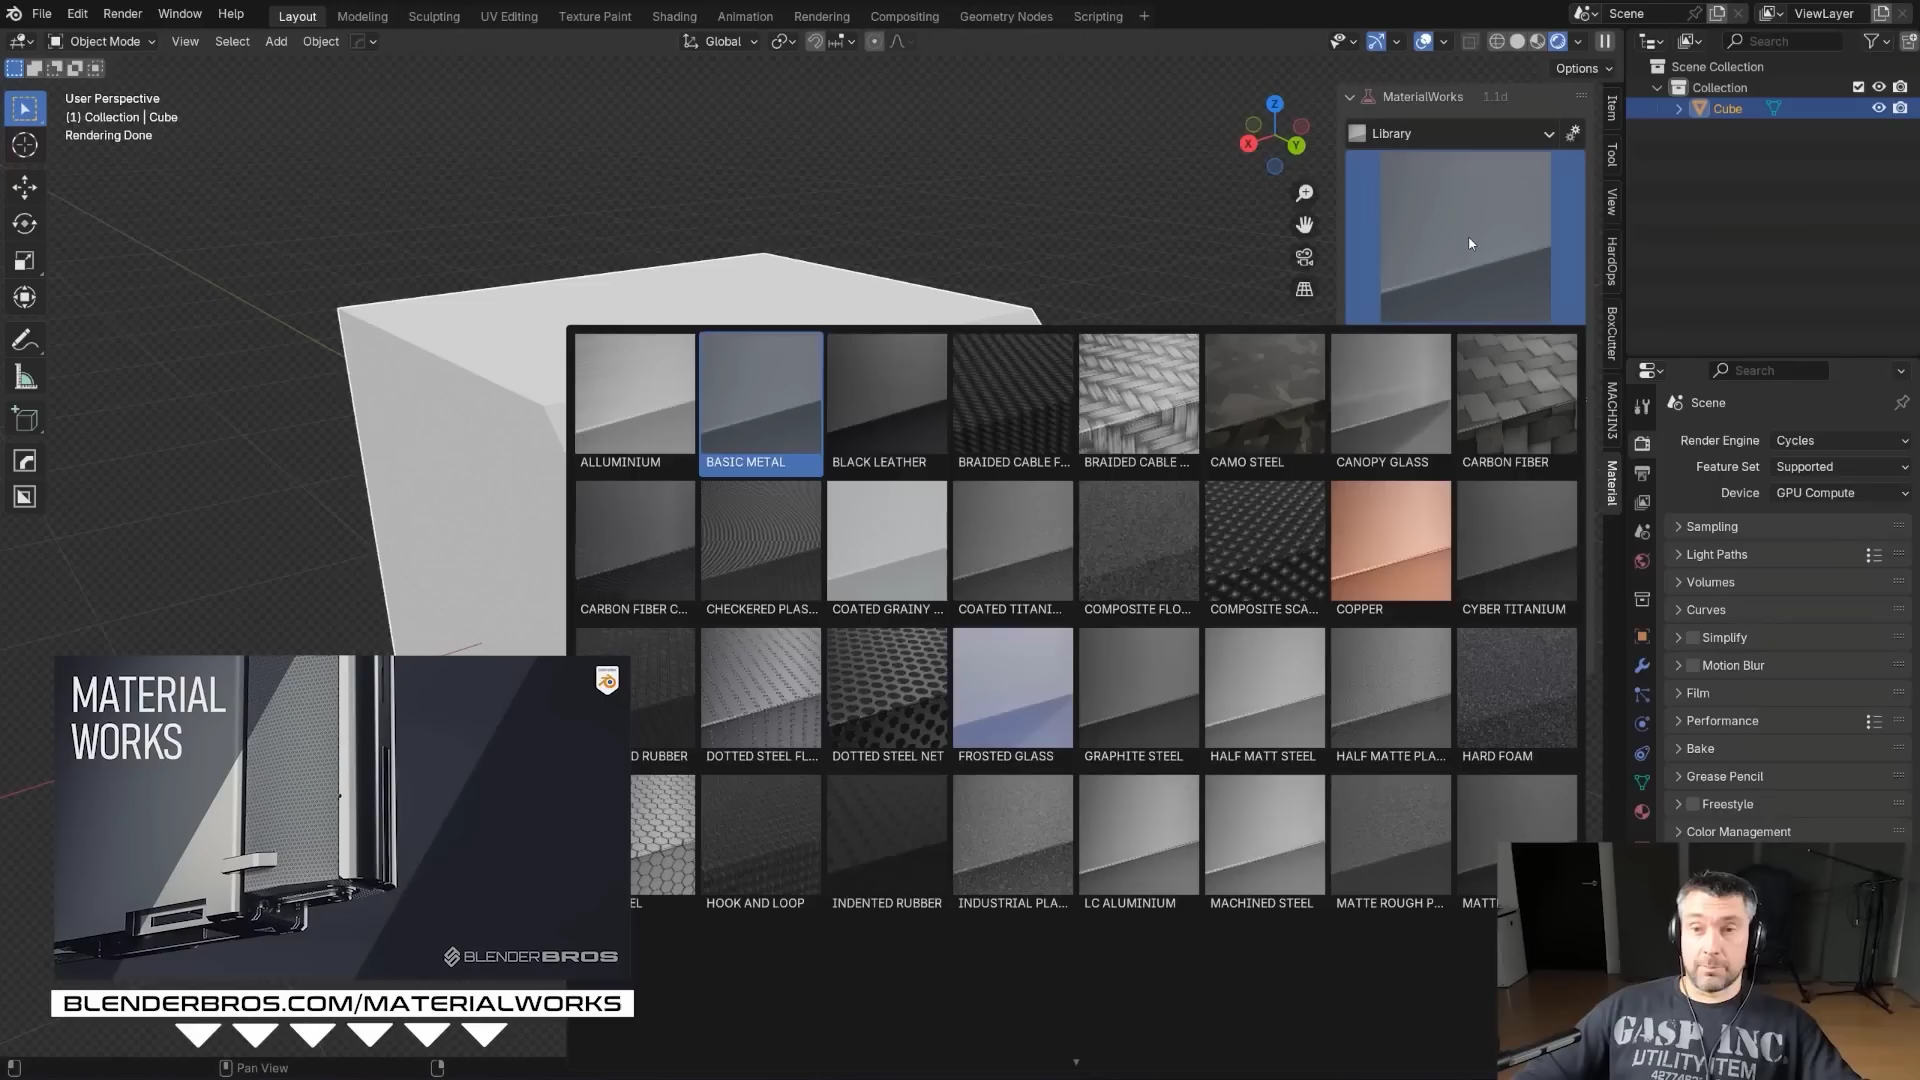 File Edit Render Window Help Layout Modeling Sculpting UV Editing Texture Paint Shading Animation Rendering Compositing Geometry Nodes Scripting + Scene ViewLayer
Object Mode View Select Add Object Global Search
Options
User Perspective
(1) Collection | Cube
Rendering Done
X
Y
Z
MaterialWorks 1.1d
Library
Item
Tool
View
HardOps
BoxCutter
MACHIN3
Material
Scene Collection
Collection
Cube
Search
Scene
Render Engine Cycles
Feature Set Supported
Device GPU Compute
Sampling
Light Paths
Volumes
Curves
Simplify
Motion Blur
Film
Performance
Bake
Grease Pencil
Freestyle
Color Management
ALLUMINIUM BASIC METAL BLACK LEATHER BRAIDED CABLE F... BRAIDED CABLE ... CAMO STEEL CANOPY GLASS CARBON FIBER
CARBON FIBER C... CHECKERED PLAS... COATED GRAINY ... COATED TITANI... COMPOSITE FLO... COMPOSITE SCA... COPPER CYBER TITANIUM
D RUBBER DOTTED STEEL FL... DOTTED STEEL NET FROSTED GLASS GRAPHITE STEEL HALF MATT STEEL HALF MATTE PLA... HARD FOAM
EL HOOK AND LOOP INDENTED RUBBER INDUSTRIAL PLA... LC ALUMINIUM MACHINED STEEL MATTE ROUGH P... MATT
MATERIAL
WORKS
BLENDERBROS
BLENDERBROS.COM/MATERIALWORKS
Pan View
GASP INC.
UTILITY ITEM